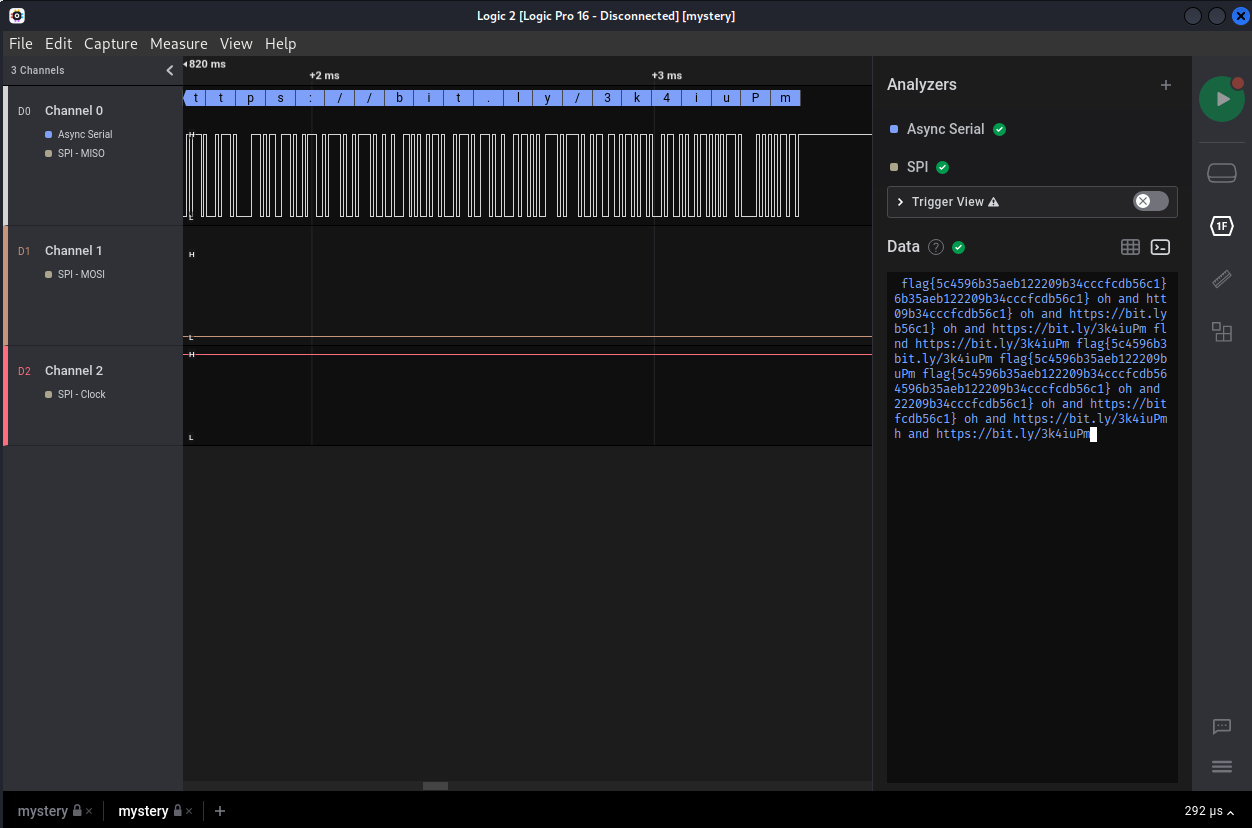 Logic 2 [Logic Pro 16 - Disconnected] [mystery]
File Edit Capture Measure View Help
3 Channels
820 ms
+2 ms +3 ms
D0 Channel 0
Async Serial
SPI - MISO
t t p s : / / b i t . l y / 3 k 4 i u P m
H
L
D1 Channel 1
SPI - MOSI
H
L
D2 Channel 2
SPI - Clock
H
L
Analyzers +
Async Serial
SPI
Trigger View
Data ?
flag{5c4596b35aeb122209b34cccfcdb56c1}
6b35aeb122209b34cccfcdb56c1} oh and htt
09b34cccfcdb56c1} oh and https://bit.ly
b56c1} oh and https://bit.ly/3k4iuPm fl
nd https://bit.ly/3k4iuPm flag{5c4596b3
bit.ly/3k4iuPm flag{5c4596b35aeb122209b
uPm flag{5c4596b35aeb122209b34cccfcdb56
4596b35aeb122209b34cccfcdb56c1} oh and
22209b34cccfcdb56c1} oh and https://bit
fcdb56c1} oh and https://bit.ly/3k4iuPm
h and https://bit.ly/3k4iuPm
1F
mystery × mystery × +
292 µs